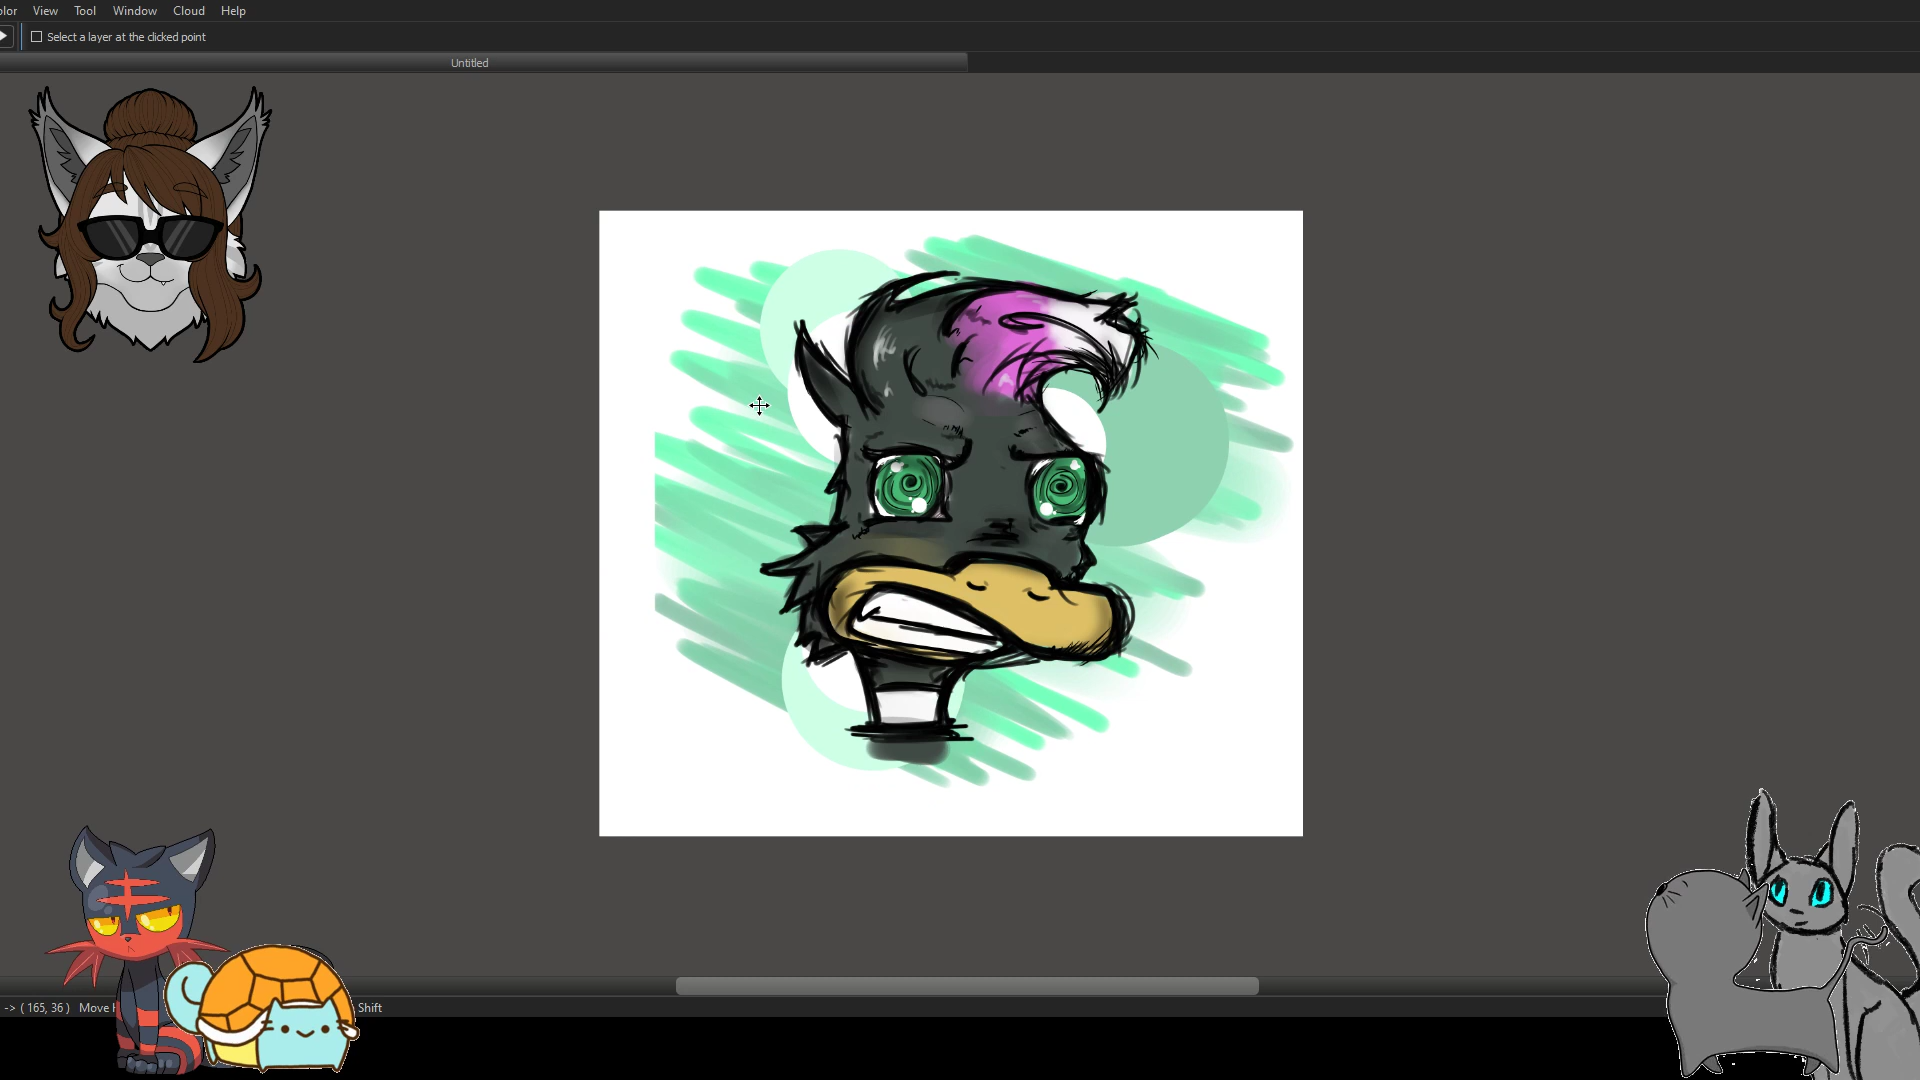 olor View Tool Window Cloud Help
Select a layer at the clicked point
Untitled
-> ( 165, 36 ) Move Shift